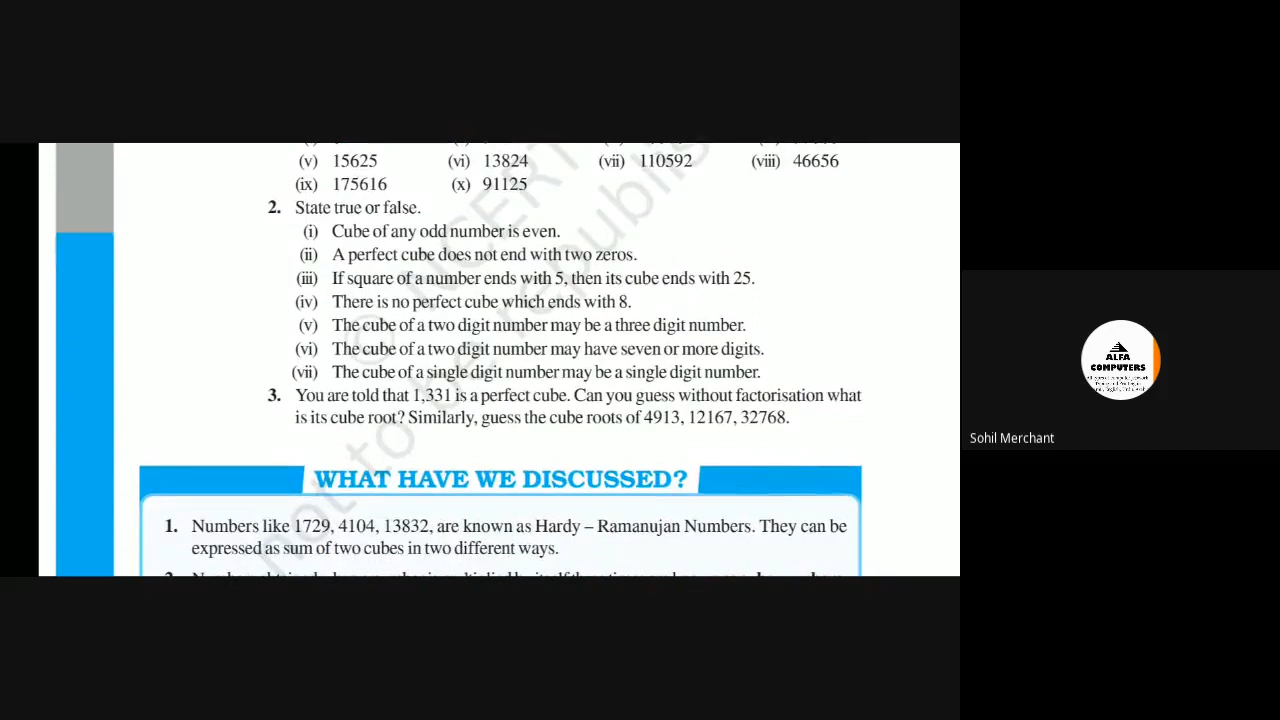 (v) 15625 (vi) 13824 (vii) 110592 (viii) 46656
(ix) 175616 (x) 91125
2. State true or false.
(i) Cube of any odd number is even.
(ii) A perfect cube does not end with two zeros.
(iii) If square of a number ends with 5, then its cube ends with 25.
(iv) There is no perfect cube which ends with 8.
(v) The cube of a two digit number may be a three digit number.
(vi) The cube of a two digit number may have seven or more digits.
(vii) The cube of a single digit number may be a single digit number.
3. You are told that 1,331 is a perfect cube. Can you guess without factorisation what
is its cube root? Similarly, guess the cube roots of 4913, 12167, 32768.
WHAT HAVE WE DISCUSSED?
1. Numbers like 1729, 4104, 13832, are known as Hardy – Ramanujan Numbers. They can be
expressed as sum of two cubes in two different ways.
© NCERT
not to be republis
ALFA
COMPUTERS
Sohil Merchant